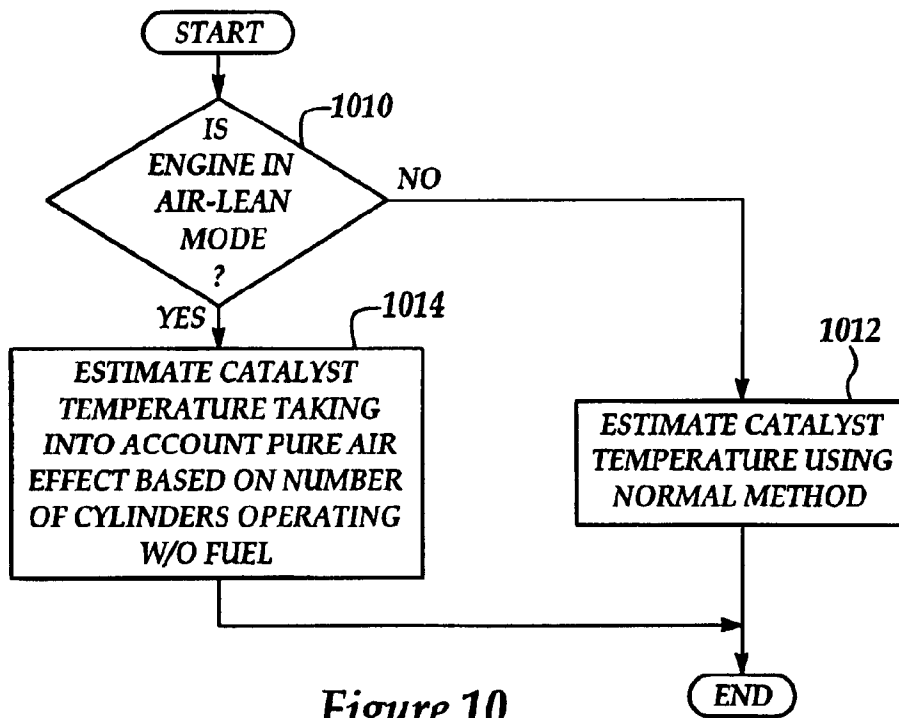 START
1010
IS
ENGINE IN
AIR-LEAN
MODE
?
NO
YES
1014
ESTIMATE CATALYST
TEMPERATURE TAKING
INTO ACCOUNT PURE AIR
EFFECT BASED ON NUMBER
OF CYLINDERS OPERATING
W/O FUEL
1012
ESTIMATE CATALYST
TEMPERATURE USING
NORMAL METHOD
END
Figure 10